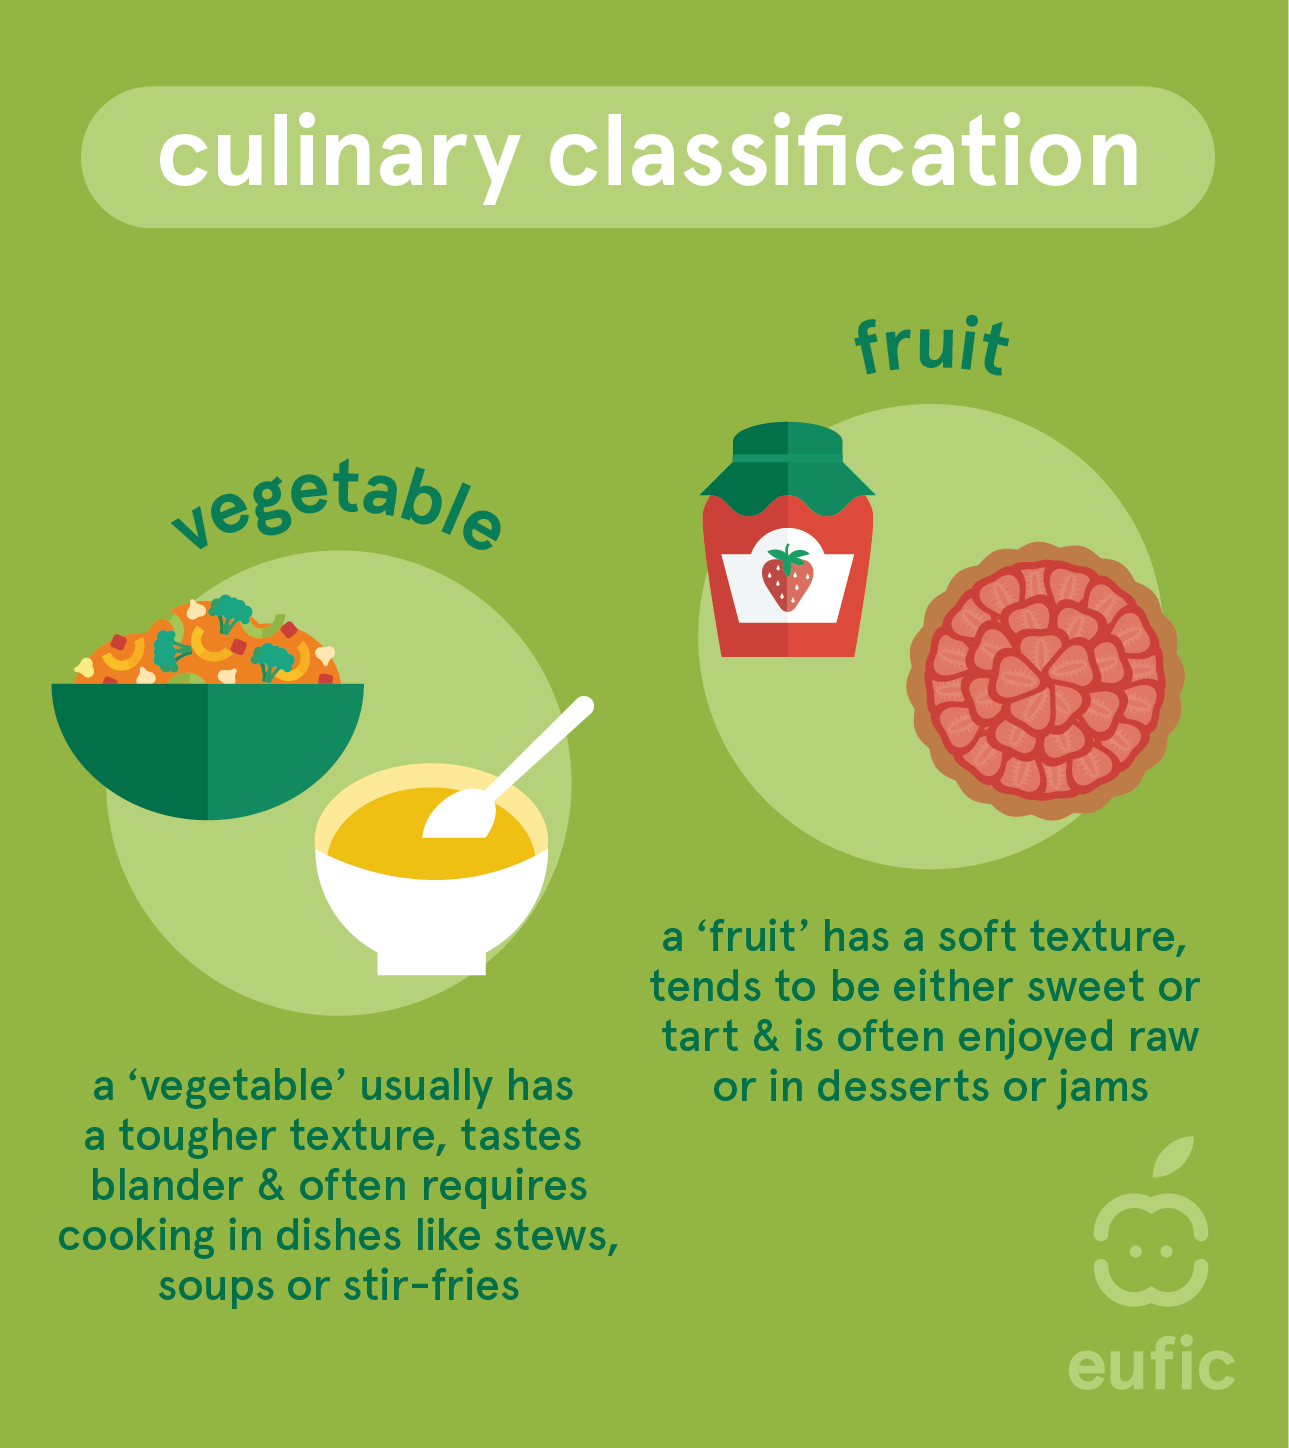 culinary classification
vegetable
a ‘vegetable’ usually has
a tougher texture, tastes
blander & often requires
cooking in dishes like stews,
soups or stir-fries
fruit
a ‘fruit’ has a soft texture,
tends to be either sweet or
tart & is often enjoyed raw
or in desserts or jams
eufic